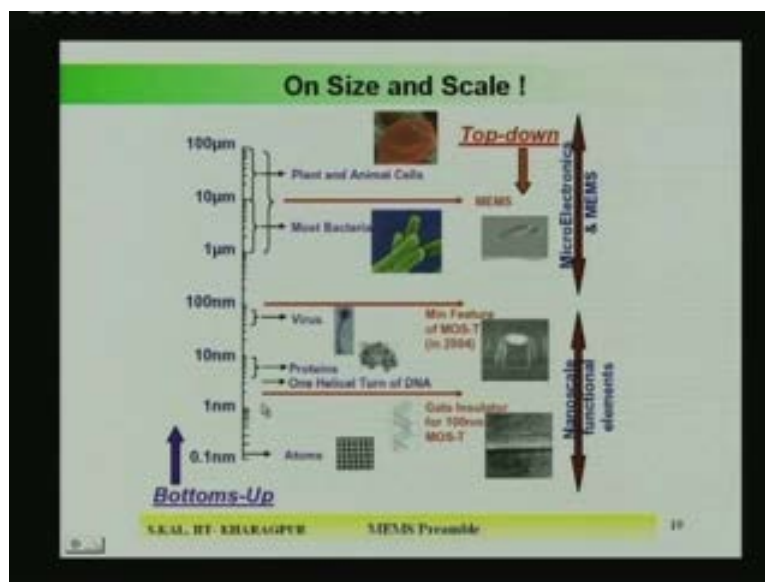 On Size and Scale !
100µm
Top-down
Plant and Animal Cells
10µm
MEMS
Most Bacteria
1µm
MicroElectronics
& MEMS
100nm
Virus
Min Feature
of MOS-T
(in 2004)
10nm
Proteins
One Helical Turn of DNA
1nm
Gate Insulator
for 100nm
MOS-T
Nanoscale
functional
elements
0.1nm
Atoms
Bottoms-Up
S.KAL, IIT- KHARAGPUR
MEMS Preamble
19